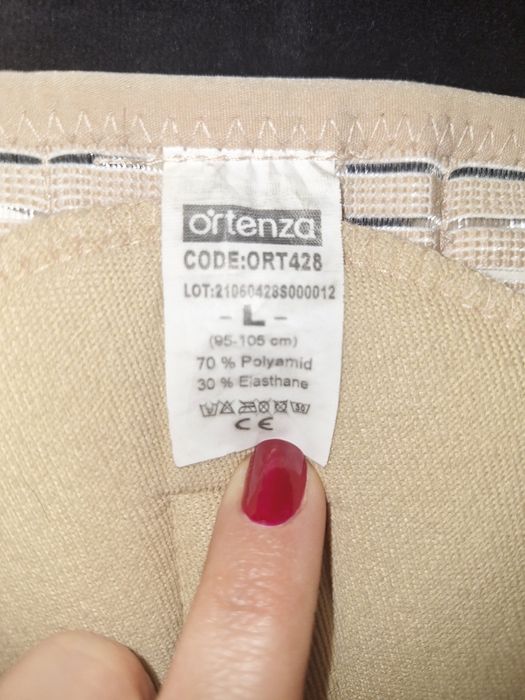 ortenza
CODE:ORT428
LOT:21060428S000012
- L -
(95-105 cm)
70 % Polyamid
30 % Elasthane
CE